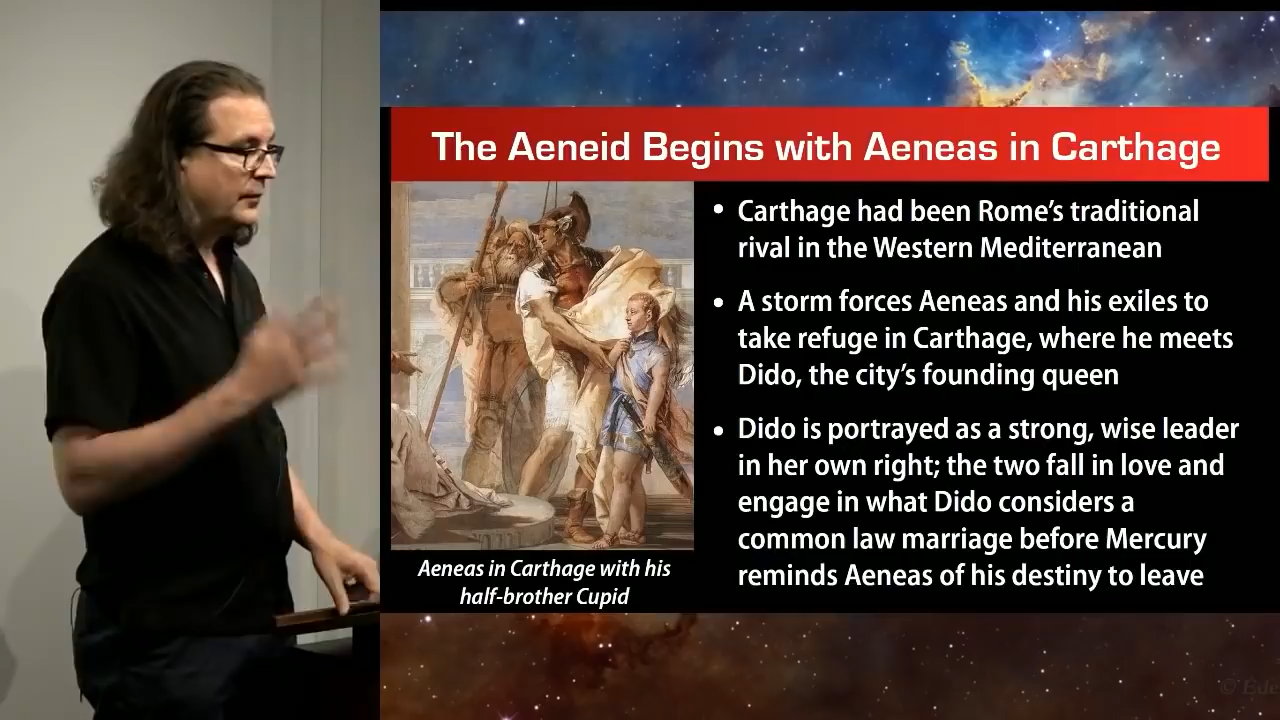 The Aeneid Begins with Aeneas in Carthage
• Carthage had been Rome's traditional
rival in the Western Mediterranean
• A storm forces Aeneas and his exiles to
take refuge in Carthage, where he meets
Dido, the city's founding queen
• Dido is portrayed as a strong, wise leader
in her own right; the two fall in love and
engage in what Dido considers a
common law marriage before Mercury
reminds Aeneas of his destiny to leave
Aeneas in Carthage with his
half-brother Cupid